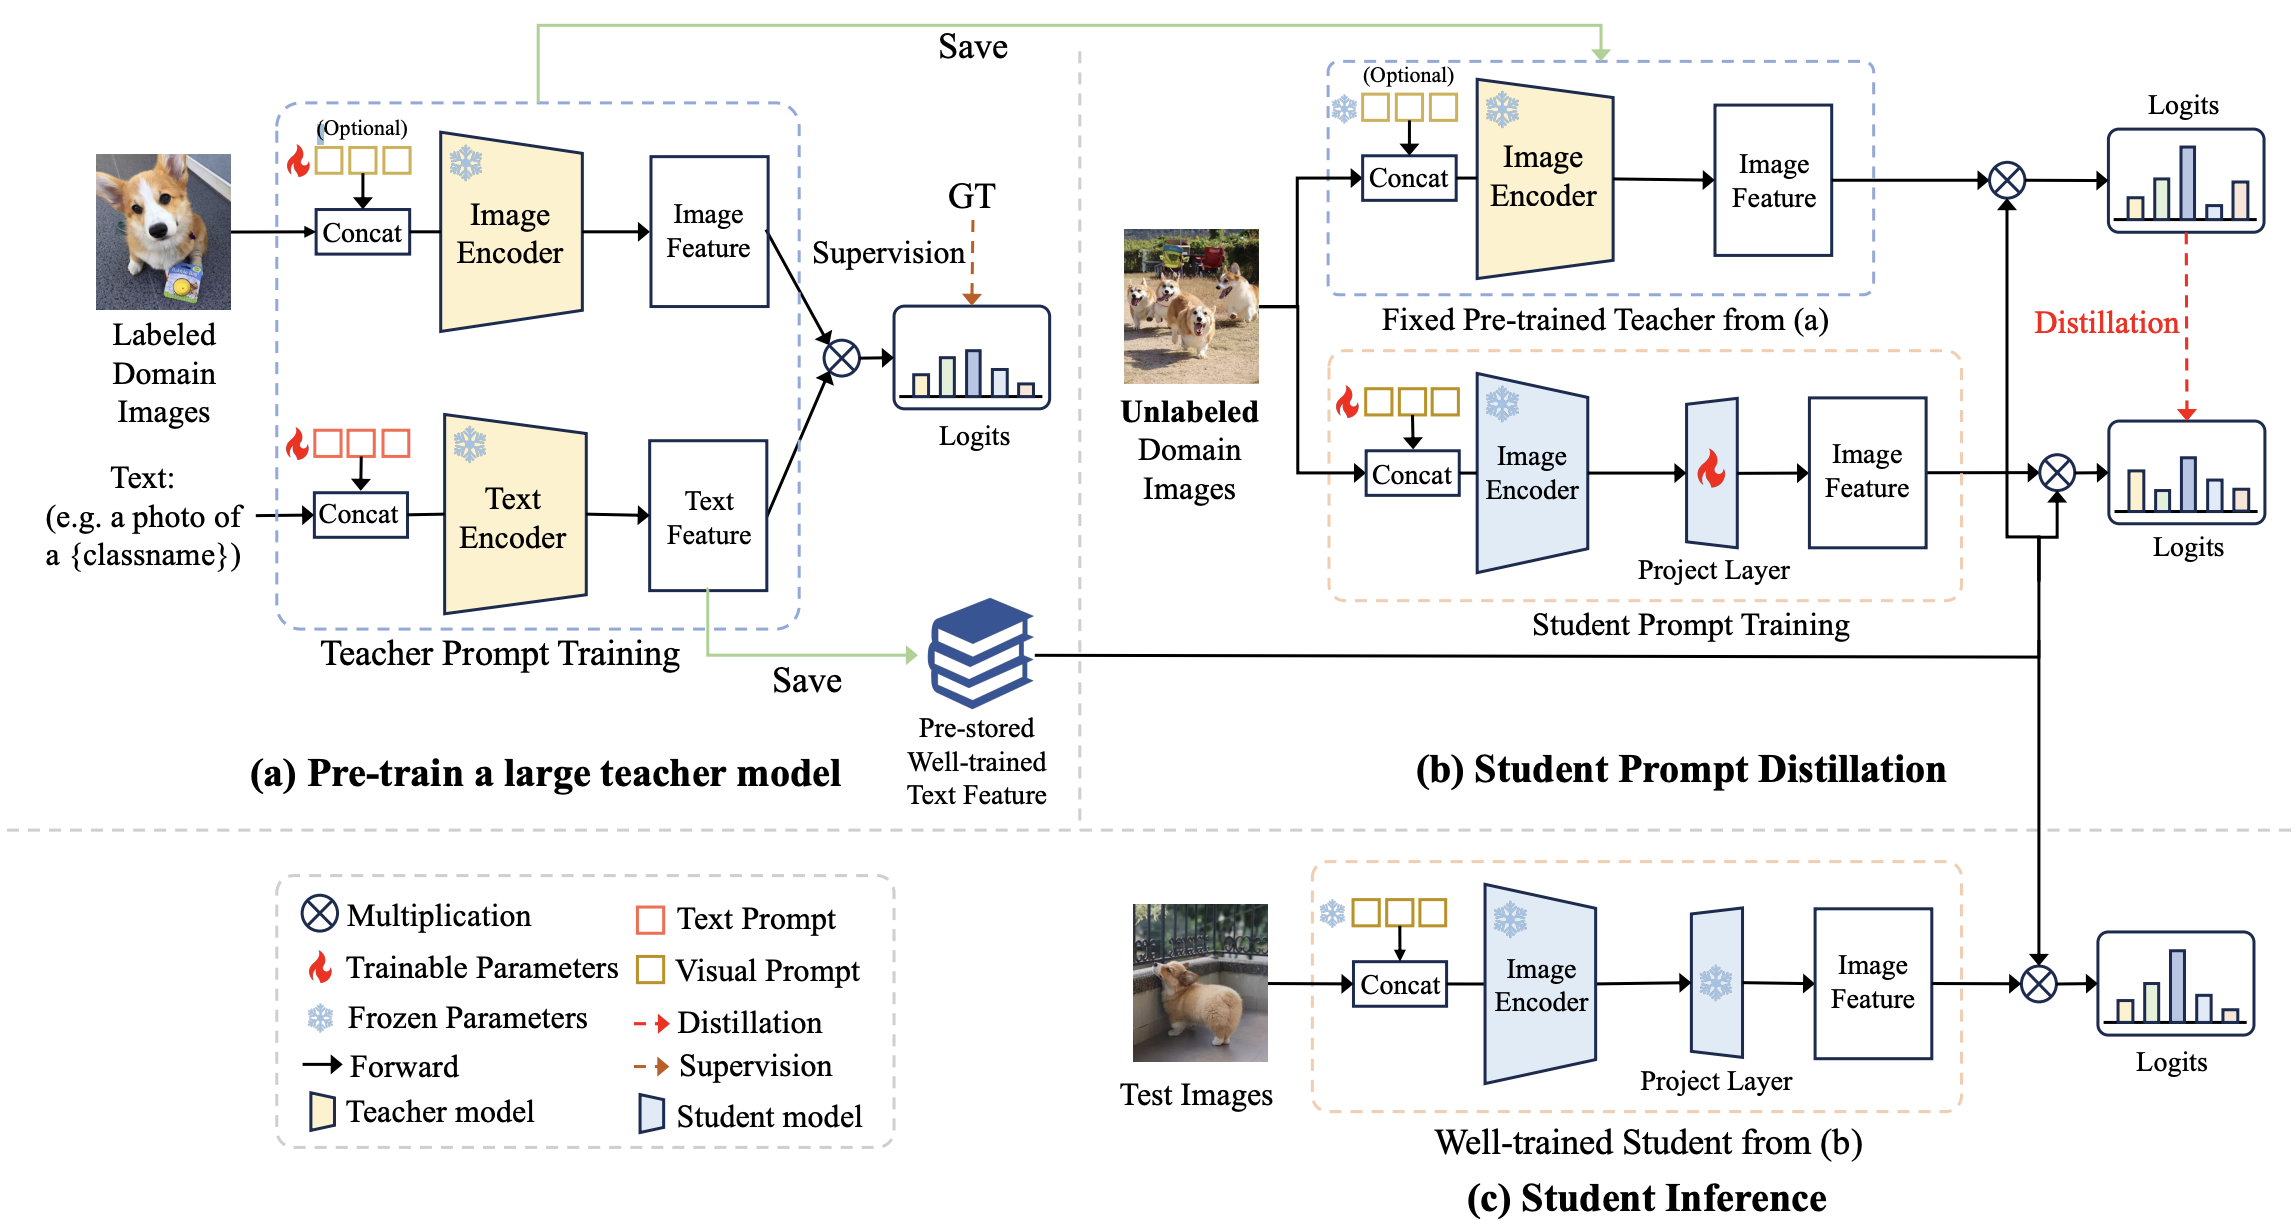 Save
(Optional)
Concat
Image
Encoder
Image
Feature
Labeled
Domain
Images
GT
Supervision
Logits
Text:
(e.g. a photo of
a {classname})
Concat
Text
Encoder
Text
Feature
Teacher Prompt Training
Save
Pre-stored
Well-trained
Text Feature
(a) Pre-train a large teacher model
(Optional)
Concat
Image
Encoder
Image
Feature
Logits
Fixed Pre-trained Teacher from (a)
Unlabeled
Domain
Images
Distillation
Concat
Image
Encoder
Project Layer
Image
Feature
Logits
Student Prompt Training
(b) Student Prompt Distillation
Multiplication
Trainable Parameters
Frozen Parameters
Forward
Teacher model
Text Prompt
Visual Prompt
Distillation
Supervision
Student model
Test Images
Concat
Image
Encoder
Project Layer
Image
Feature
Logits
Well-trained Student from (b)
(c) Student Inference